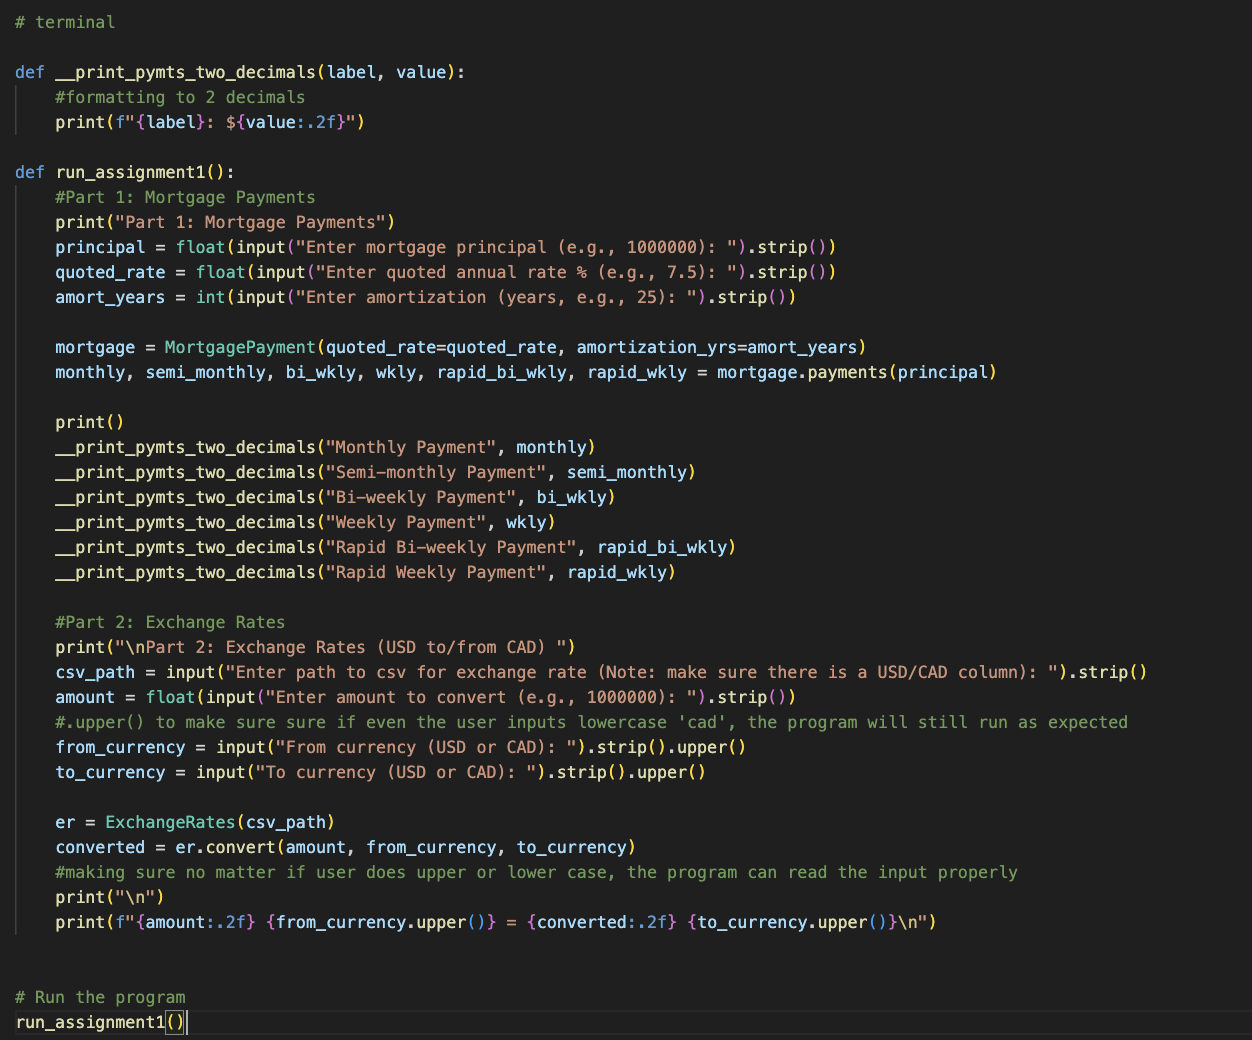 # terminal
def __print_pymts_two_decimals(label, value):
#formatting to 2 decimals
print(f"{label}: ${value:.2f}")
def run_assignment1():
#Part 1: Mortgage Payments
print("Part 1: Mortgage Payments")
principal = float(input("Enter mortgage principal (e.g., 1000000): ").strip())
quoted_rate = float(input("Enter quoted annual rate % (e.g., 7.5): ").strip())
amort_years = int(input("Enter amortization (years, e.g., 25): ").strip())
mortgage = MortgagePayment(quoted_rate=quoted_rate, amortization_yrs=amort_years)
monthly, semi_monthly, bi_wkly, wkly, rapid_bi_wkly, rapid_wkly = mortgage.payments(principal)
print()
__print_pymts_two_decimals("Monthly Payment", monthly)
__print_pymts_two_decimals("Semi-monthly Payment", semi_monthly)
__print_pymts_two_decimals("Bi-weekly Payment", bi_wkly)
__print_pymts_two_decimals("Weekly Payment", wkly)
__print_pymts_two_decimals("Rapid Bi-weekly Payment", rapid_bi_wkly)
__print_pymts_two_decimals("Rapid Weekly Payment", rapid_wkly)
#Part 2: Exchange Rates
print("\nPart 2: Exchange Rates (USD to/from CAD) ")
csv_path = input("Enter path to csv for exchange rate (Note: make sure there is a USD/CAD column): ").strip()
amount = float(input("Enter amount to convert (e.g., 1000000): ").strip())
#.upper() to make sure sure if even the user inputs lowercase 'cad', the program will still run as expected
from_currency = input("From currency (USD or CAD): ").strip().upper()
to_currency = input("To currency (USD or CAD): ").strip().upper()
er = ExchangeRates(csv_path)
converted = er.convert(amount, from_currency, to_currency)
#making sure no matter if user does upper or lower case, the program can read the input properly
print("\n")
print(f"{amount:.2f} {from_currency.upper()} = {converted:.2f} {to_currency.upper()}\n")
# Run the program
run_assignment1()